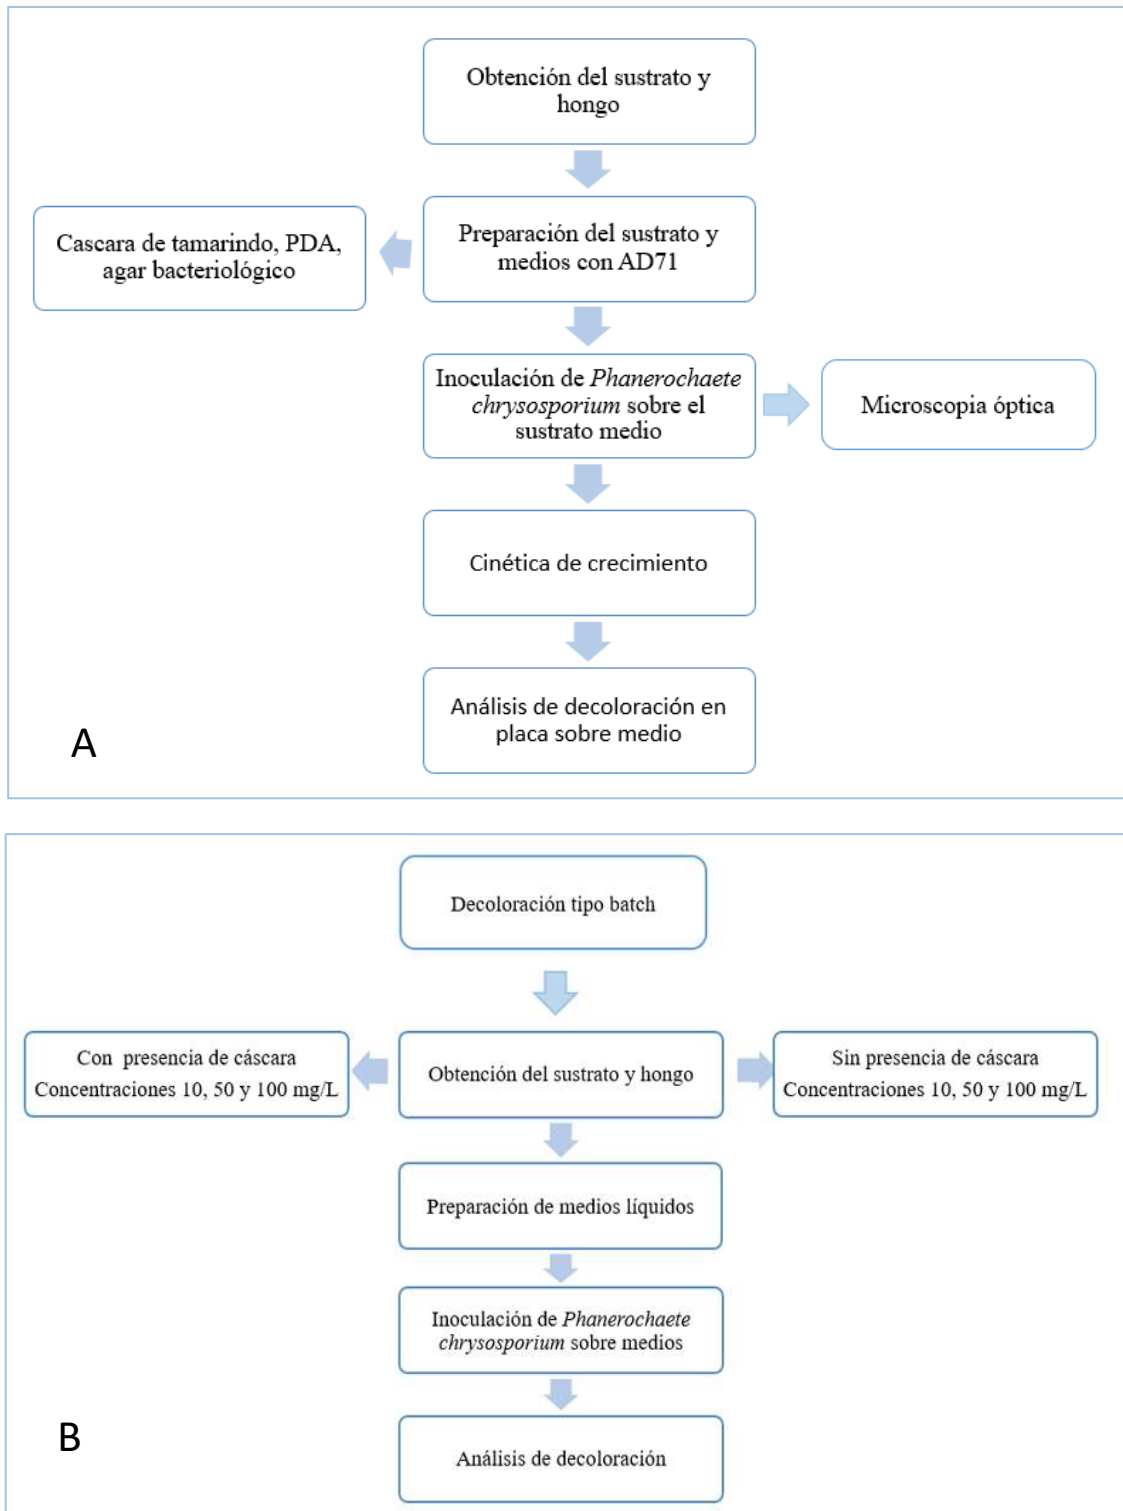 Obtención del sustrato y
hongo
Cascara de tamarindo, PDA,
agar bacteriológico
Preparación del sustrato y
medios con AD71
Inoculación de Phanerochaete
chrysosporium sobre el
sustrato medio
Microscopia óptica
Cinética de crecimiento
Análisis de decoloración en
placa sobre medio
A
Decoloración tipo batch
Con presencia de cáscara
Concentraciones 10, 50 y 100 mg/L
Obtención del sustrato y hongo
Sin presencia de cáscara
Concentraciones 10, 50 y 100 mg/L
Preparación de medios líquidos
Inoculación de Phanerochaete
chrysosporium sobre medios
Análisis de decoloración
B